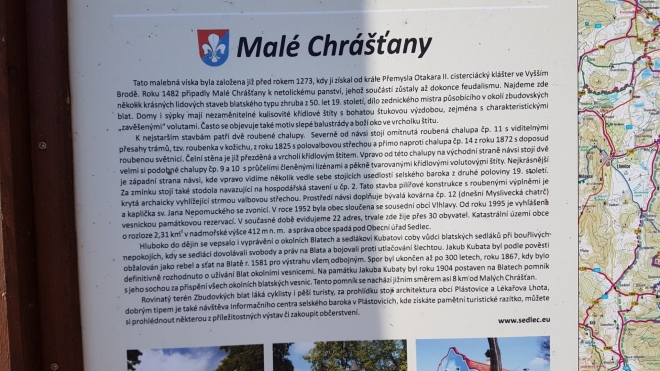 Malé Chrášťany
Tato malebná víska byla založena již před rokem 1273, kdy ji získal od krále Přemysla Otakara II. cisterciácký klášter ve Vyšším
Brodě. Roku 1482 připadly Malé Chrášťany k netolickému panství, jehož součástí zůstaly až dokonce feudalismu. Najdeme zde
několik krásných lidových staveb blatského typu zhruba z 50. let 19. století, dílo zednického mistra působivého v okolí zbudovských
blat. Domy i sýpky mají nezaměnitelné kulisovité křídlové štíty s bohatou štukovou výzdobou, zejména s charakteristickými
„zavěšenými" volutami. Často se objevuje také motiv slepé balustrády a boží oko ve vrcholku štítu.
K nejstarším stavbám patří dvě roubené chalupy. Severně od návsi stojí omítnutá roubená chalupa čp. 11 s viditelnými
přesahy trámů, tzv. roubenka v kožichu, z roku 1825 s polovalbovou střechou a přímo naproti chalupa čp. 14 z roku 1872 s doposud
roubenou světnicí. Čelní stěna je již přezděná a vrcholí křídlovým štítem. Vpravo od této chalupy na východní straně návsi stojí dvě
velmi si podobné chalupy čp. 9 a 10 s průčelími členěnými lizénami a pěkně tvarovanými křídlovými volutovými štíty. Nejkrásnější
je západní strana návsi, kde vpravo vidíme několik vedle sebe stojících usedlostí selského baroka z druhé poloviny 19. století.
Za zmínku stojí také stodola navazující na hospodářská stavení u čp. 2. Tato stavba pilířové konstrukce s roubenými výplněmi je
krytá archaicky vyhlížející strmou valbovou střechou. Prostředí návsi doplňuje bývalá kovárna čp. 12 (dnešní Myslivecká chatrč)
a kaplička sv. Jana Nepomuckého se zvonicí. V roce 1952 byla obec sloučena se sousední obcí Vlhlavy. Od roku 1995 je vyhlášená
vesnickou památkovou rezervací. V současné době evidujeme 22 adres, trvale zde žije přes 30 obyvatel. Katastrální území obce
o rozloze 2,31 km² v nadmořské výšce 412 m n. m. a správa obce spadá pod Obecní úřad Sedlec.
Hluboko do dějin se vepsalo i vyprávění o okolních Blatech a sedlákovi Kubatovi coby vůdci blatských sedláků při bouřlivých
nepokojích, kdy se sedláci dovolávali svobody a práv na Blata a bojovali proti utlačování šlechtou. Jakub Kubata byl podle pověsti
obžalován jako rebel a sťat na Blatě r. 1581 pro výstrahu všem odbojným. Spor byl ukončen až po 300 letech, roku 1867, kdy bylo
definitivně rozhodnuto o užívání Blat okolními vesnicemi. Na památku Jakuba Kubaty byl roku 1904 postaven na Blatech pomník
s jeho sochou za přispění všech okolních blatských vesnic. Tento pomník se nachází jižním směrem asi 8 km od Malých Chrášťan.
Rovinatý terén Zbudovských blat láká cyklisty i pěší turisty, za prohlídku stojí architektura obcí Plástovice a Lékařova Lhota,
dobrým tipem je také návštěva Informačního centra selského baroka v Plástovicích, kde získáte pamětní turistické razítko, můžete
si prohlédnout některou z příležitostných výstav či zakoupit občerstvení.
www.sedlec.eu